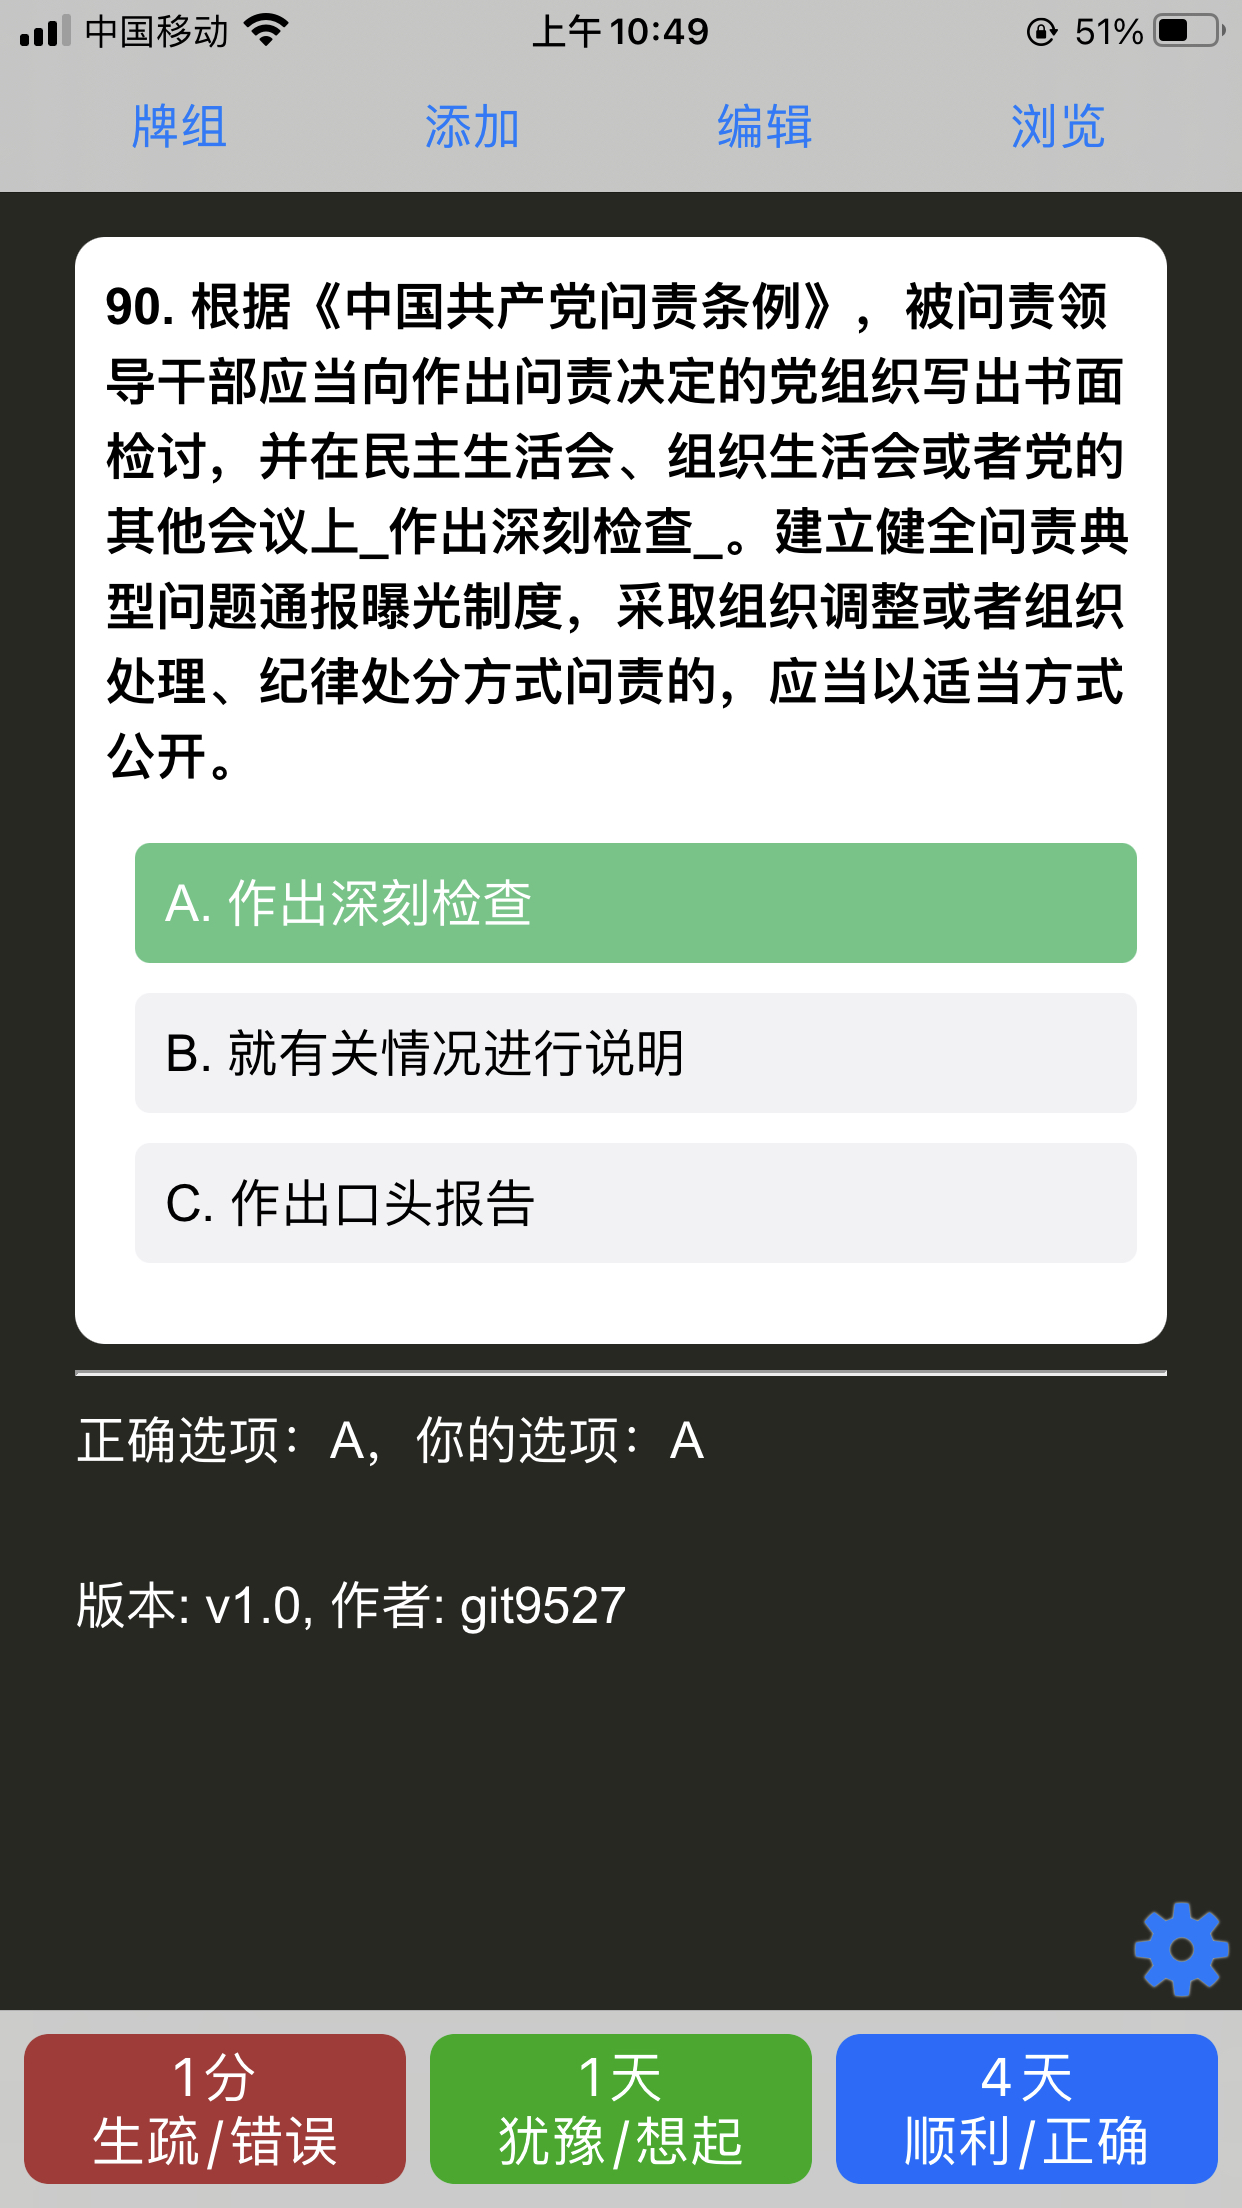 中国移动 上午 10:49 51%
牌组 添加 编辑 浏览
90. 根据《中国共产党问责条例》，被问责领
导干部应当向作出问责决定的党组织写出书面
检讨，并在民主生活会、组织生活会或者党的
其他会议上_作出深刻检查_。建立健全问责典
型问题通报曝光制度，采取组织调整或者组织
处理、纪律处分方式问责的，应当以适当方式
公开。
A. 作出深刻检查
B. 就有关情况进行说明
C. 作出口头报告
正确选项：A，你的选项：A
版本: v1.0, 作者: git9527
1分 1天 4天
生疏/错误 犹豫/想起 顺利/正确